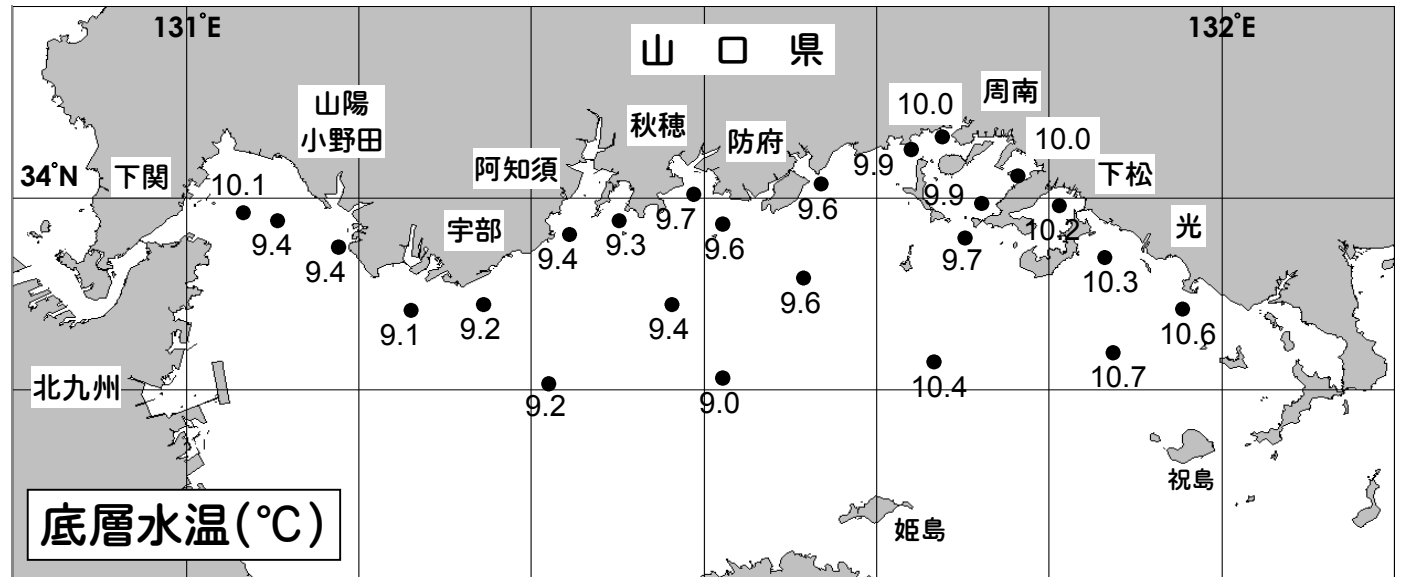 131°E
132°E
山 口 県
周南
10.0
山陽
小野田
秋穂
防府
10.0
9.9
34°N
下関
10.1
阿知須
下松
9.7
9.6
9.9
宇部
9.4
9.4
9.4
9.3
9.6
9.7
10.2
光
10.3
9.6
9.1
9.2
9.4
10.6
北九州
9.2
9.0
10.4
10.7
祝島
姫島
底層水温(℃)